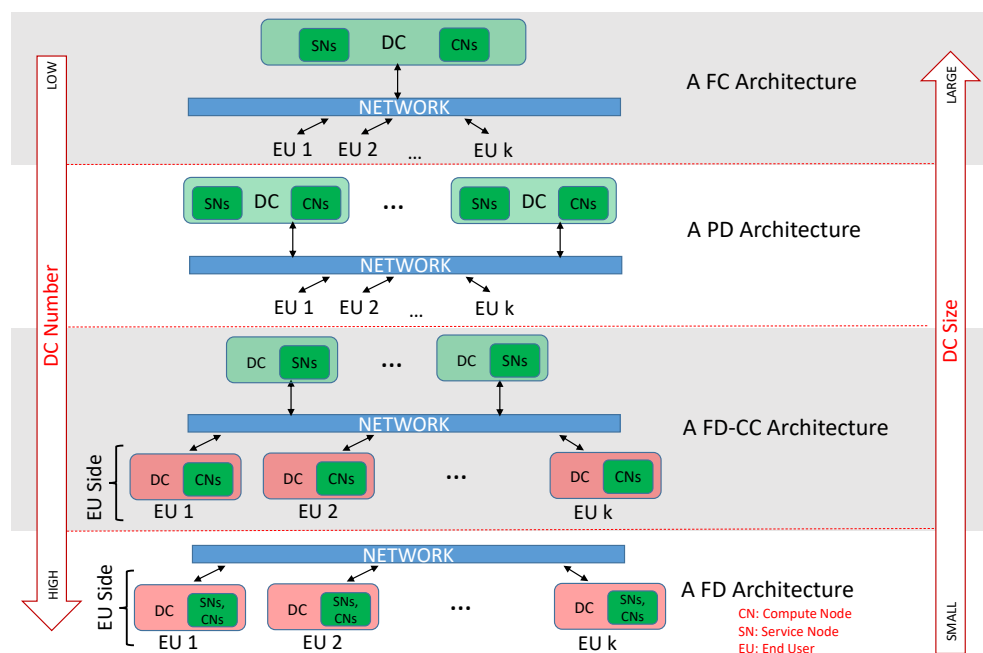 SNs DC CNs
LOW
LARGE
A FC Architecture
NETWORK
EU 1 EU 2 ... EU k
SNs DC CNs ... SNs DC CNs
A PD Architecture
NETWORK
EU 1 EU 2 ... EU k
DC Number
DC Size
DC SNs ... DC SNs
NETWORK
A FD-CC Architecture
EU Side
DC CNs DC CNs ... DC CNs
EU 1 EU 2 EU k
NETWORK
HIGH
EU Side
A FD Architecture
DC SNs, CNs DC SNs, CNs ... DC SNs, CNs
EU 1 EU 2 EU k
CN: Compute Node
SN: Service Node
EU: End User
SMALL